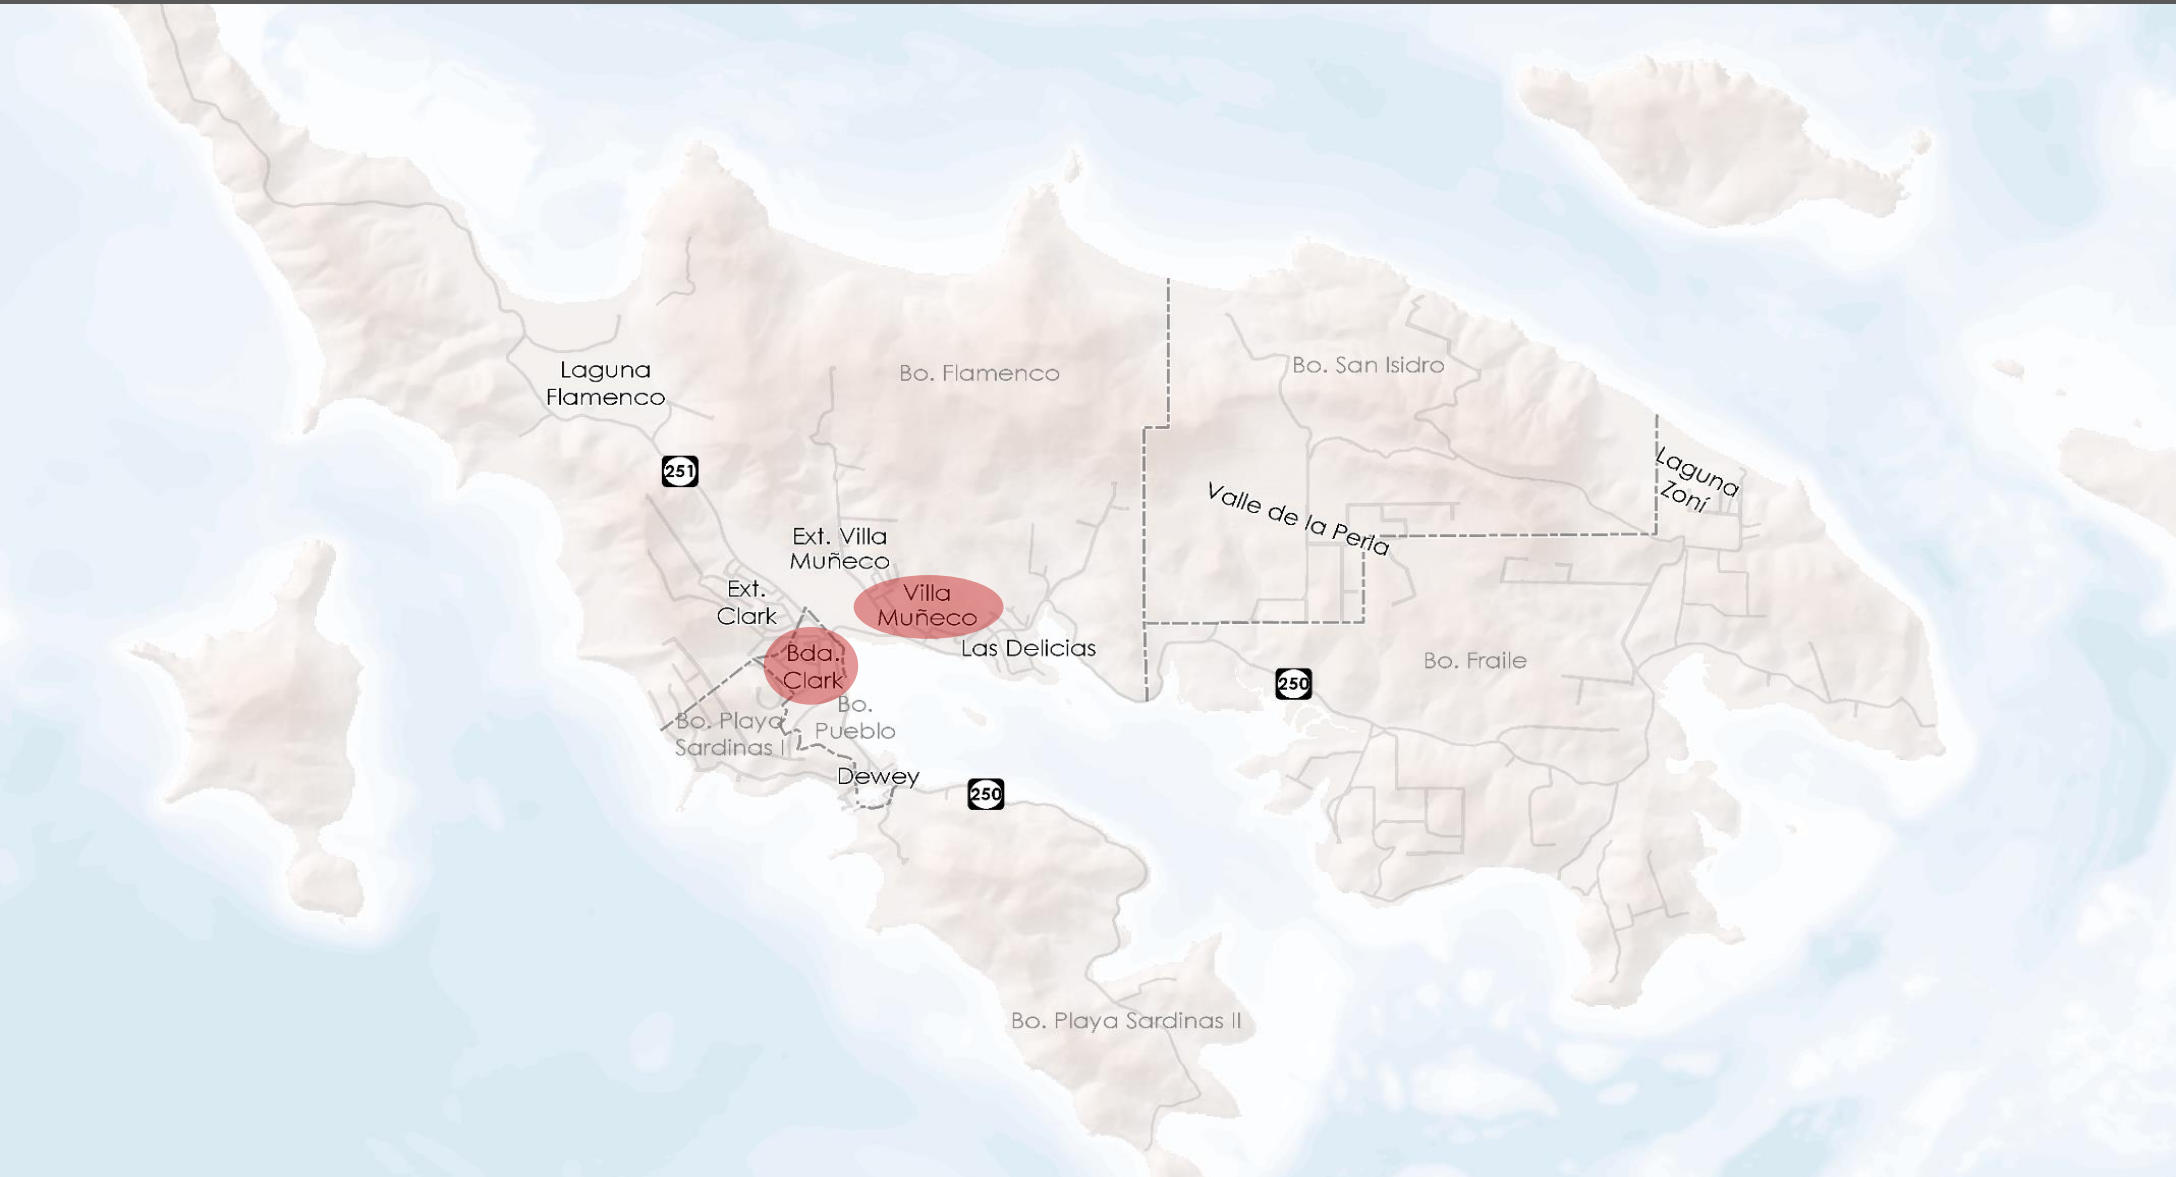 Bo. San Isidro
Laguna
Flamenco
Bo. Flamenco
251
Laguna
Zoní
Valle de la Perla
Ext. Villa
Muñeco
Ext.
Clark
Villa
Muñeco
Las Delicias
Bda.
Clark
Bo. Fraile
250
Bo.
Pueblo
Bo. Playa
Sardinas I
Dewey
250
Bo. Playa Sardinas II